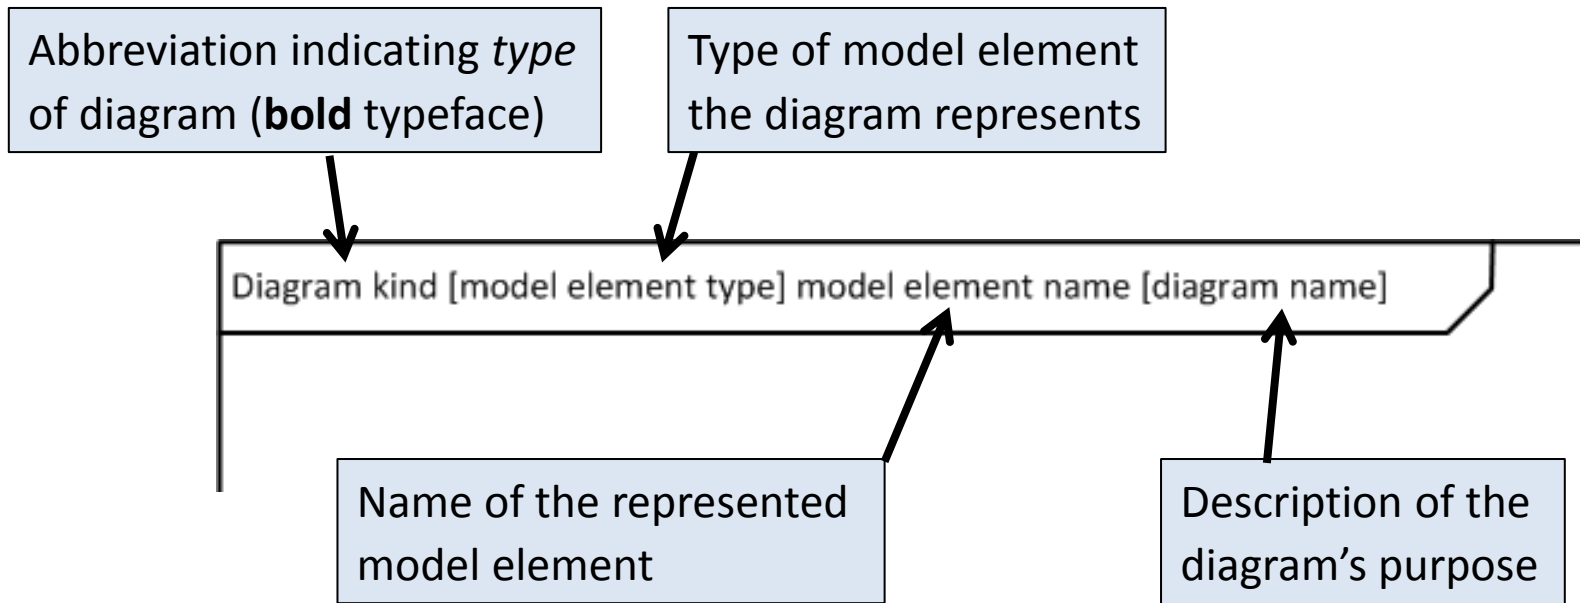 Abbreviation indicating type
of diagram (bold typeface)
Type of model element
the diagram represents
Diagram kind [model element type] model element name [diagram name]
Name of the represented
model element
Description of the
diagram’s purpose